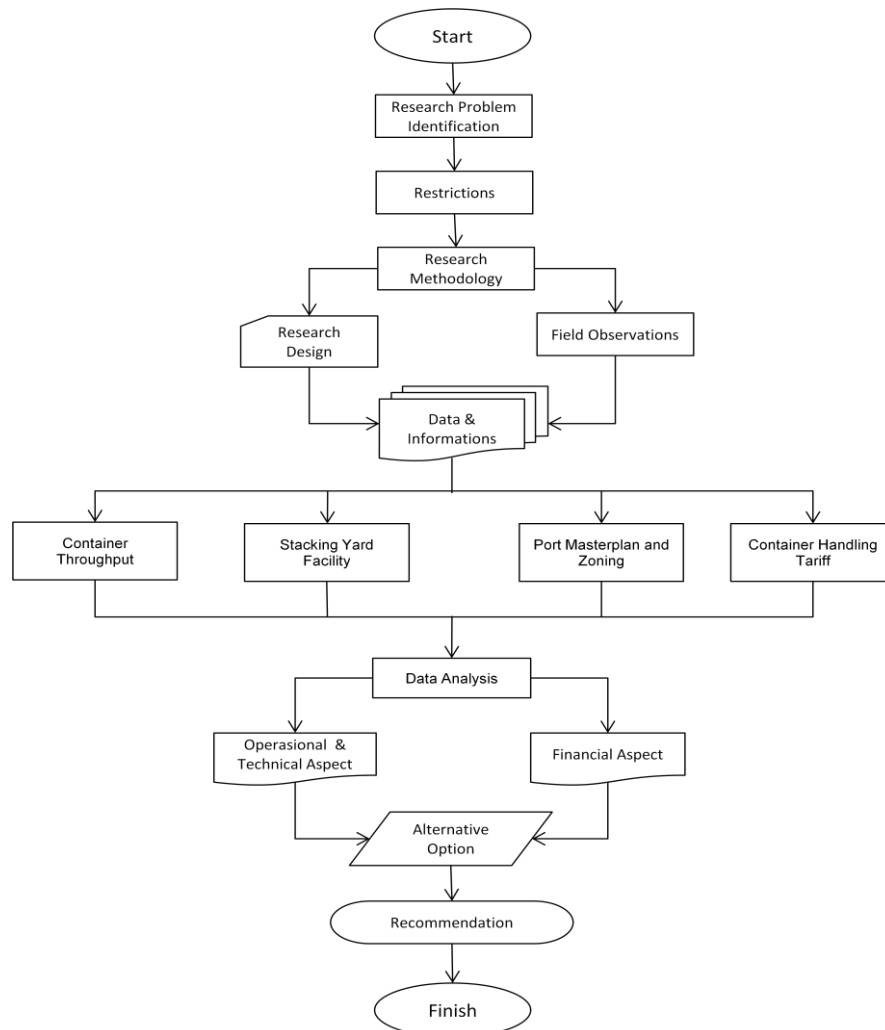 Start
Research Problem
Identification
Restrictions
Research
Methodology
Research
Design
Field Observations
Data &
Informations
Container
Throughput
Stacking Yard
Facility
Port Masterplan and
Zoning
Container Handling
Tariff
Data Analysis
Operasional  &
Technical Aspect
Financial Aspect
Alternative
Option
Recommendation
Finish